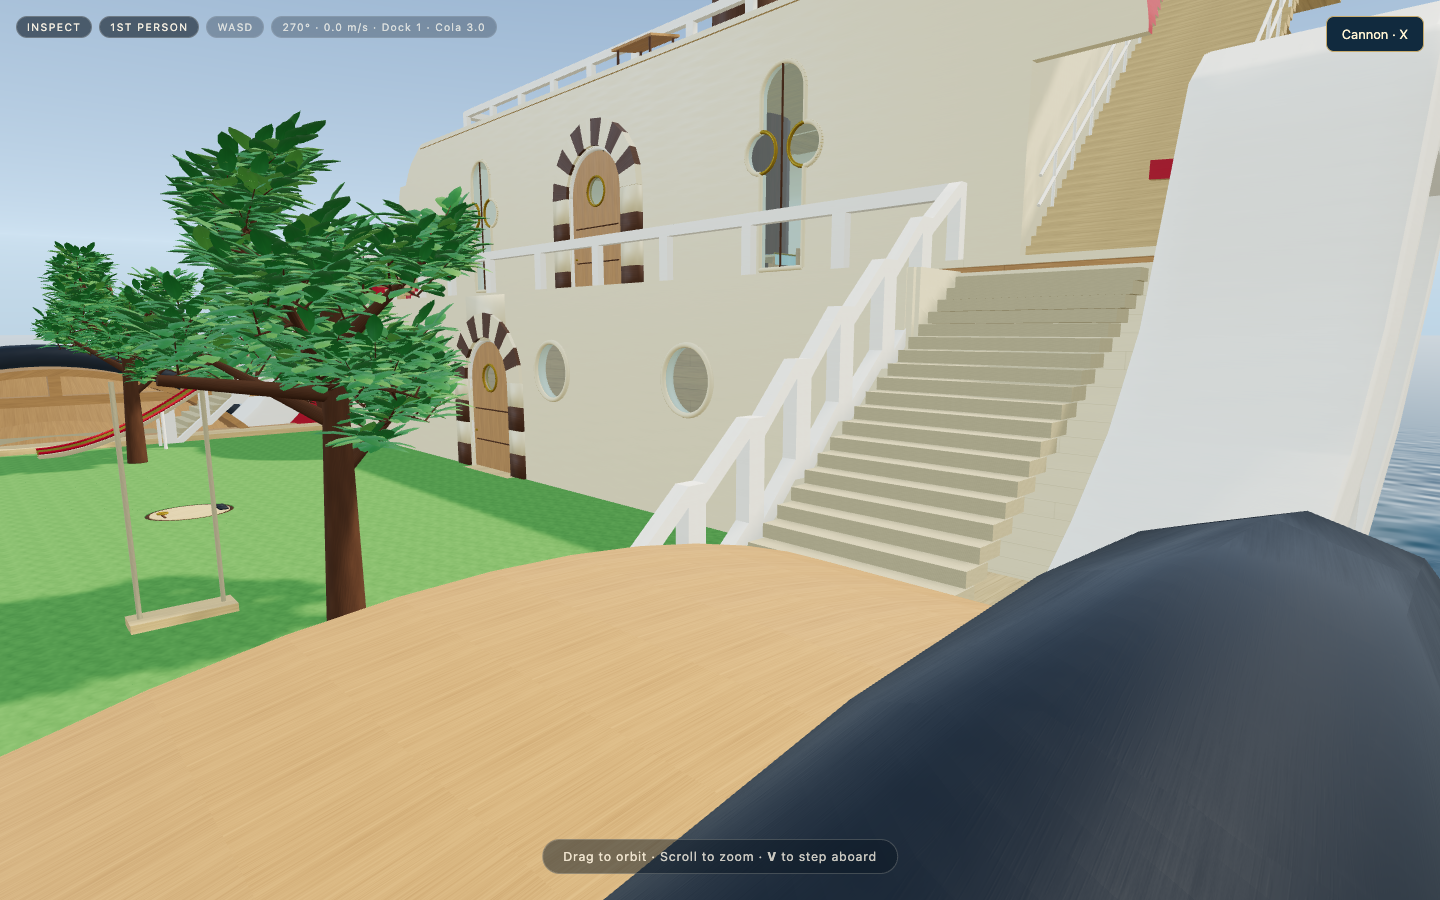 INSPECT
1ST PERSON
WASD
270° · 0.0 m/s · Dock 1 · Cola 3.0
Cannon · X
Drag to orbit · Scroll to zoom · V to step aboard